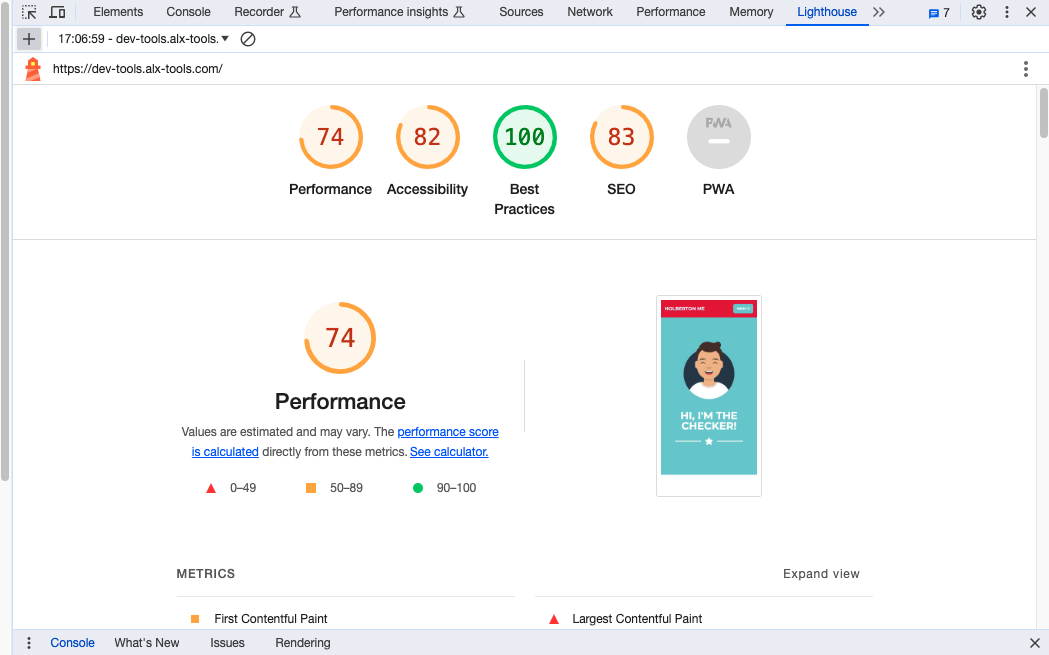 Elements Console Recorder Performance insights Sources Network Performance Memory Lighthouse 7
17:06:59 - dev-tools.alx-tools.
https://dev-tools.alx-tools.com/
74 82 100 83 PWA
Performance Accessibility Best Practices SEO PWA
74
Performance
Values are estimated and may vary. The performance score
is calculated directly from these metrics. See calculator.
0–49 50–89 90–100
HOLBERTON ME
HI, I'M THE
CHECKER!
METRICS Expand view
First Contentful Paint Largest Contentful Paint
Console What's New Issues Rendering